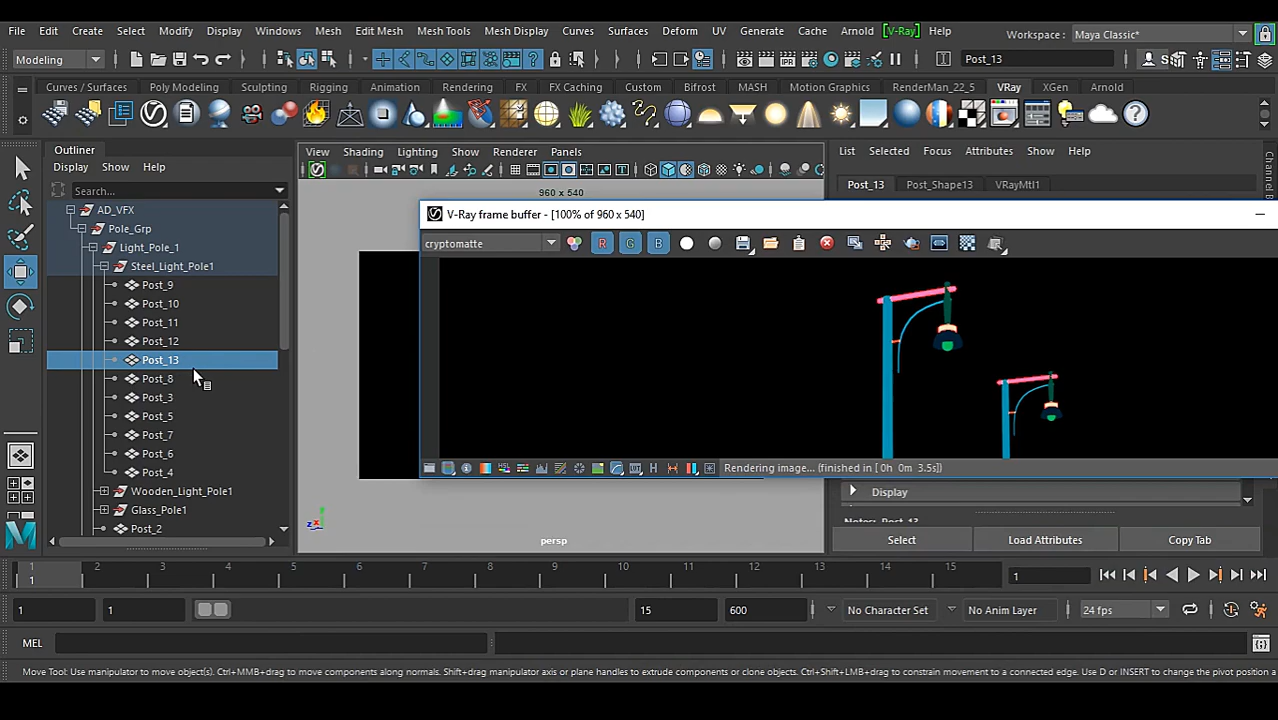 File Edit Create Select Modify Display Windows Mesh Edit Mesh Mesh Tools Mesh Display Curves Surfaces Deform UV Generate Cache Arnold [V-Ray] Help Workspace : Maya Classic*
Modeling Post_13
Curves / Surfaces Poly Modeling Sculpting Rigging Animation Rendering FX FX Caching Custom Bifrost MASH Motion Graphics RenderMan_22_5 VRay XGen Arnold
Outliner
Display Show Help
Search...
AD_VFX
Pole_Grp
Light_Pole_1
Steel_Light_Pole1
Post_9
Post_10
Post_11
Post_12
Post_13
Post_8
Post_3
Post_5
Post_7
Post_6
Post_4
Wooden_Light_Pole1
Glass_Pole1
Post_2
View Shading Lighting Show Renderer Panels
960 x 540
persp
List Selected Focus Attributes Show Help
Post_13 Post_Shape13 VRayMtl1
V-Ray frame buffer - [100% of 960 x 540]
cryptomatte
R G B
Rendering image... (finished in [ 0h 0m 3.5s])
Display
Notes: Post_13
Select Load Attributes Copy Tab
Channel B
1 2 3 4 5 6 7 8 9 10 11 12 13 14 15
1
1
1 1 15 600 No Character Set No Anim Layer 24 fps
MEL
Move Tool: Use manipulator to move object(s). Ctrl+MMB+drag to move components along normals. Shift+drag manipulator axis or plane handles to extrude components or clone objects. Ctrl+Shift+LMB+drag to constrain movement to a connected edge. Use D or INSERT to change the pivot position a